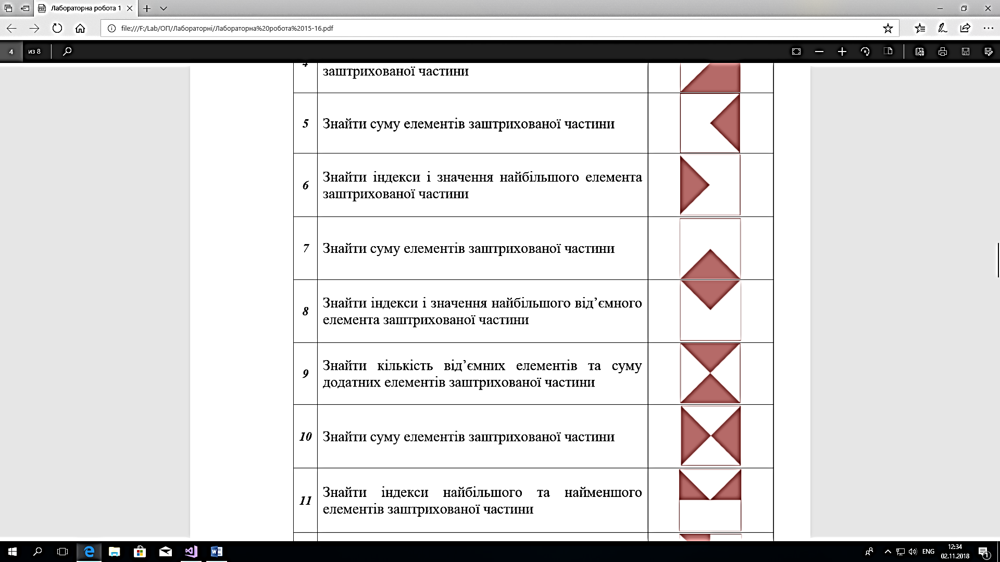 Лабораторна робота 1
file:///F:/Lab/ОП/Лабораторні/Лабораторна%20робота%2015-16.pdf
4 из 8
4 заштрихованої частини
5 Знайти суму елементів заштрихованої частини
6 Знайти індекси і значення найбільшого елемента
заштрихованої частини
7 Знайти суму елементів заштрихованої частини
8 Знайти індекси і значення найбільшого від’ємного
елемента заштрихованої частини
9 Знайти кількість від’ємних елементів та суму
додатних елементів заштрихованої частини
10 Знайти суму елементів заштрихованої частини
11 Знайти індекси найбільшого та найменшого
елементів заштрихованої частини
ENG
12:34
02.11.2018
1